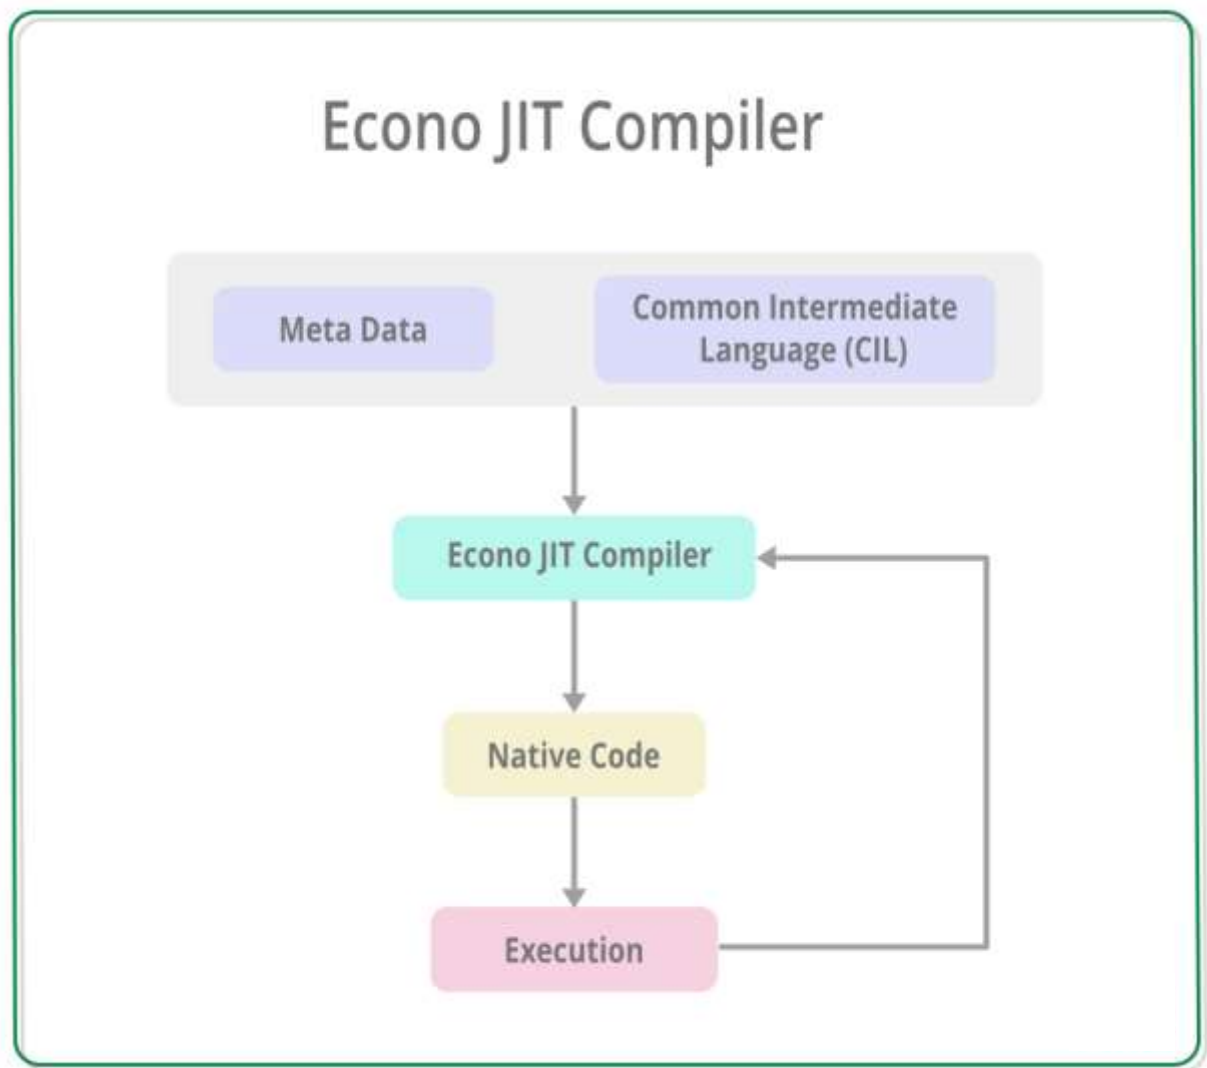 Econo JIT Compiler
Meta Data
Common Intermediate
Language (CIL)
Econo JIT Compiler
Native Code
Execution